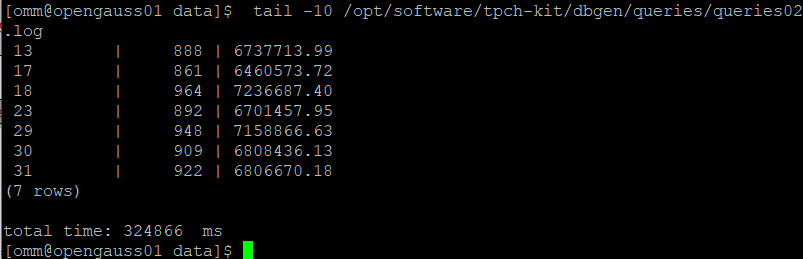 [omm@opengauss01 data]$  tail -10 /opt/software/tpch-kit/dbgen/queries/queries02
.log
 13        |     888 | 6737713.99
 17        |     861 | 6460573.72
 18        |     964 | 7236687.40
 23        |     892 | 6701457.95
 29        |     948 | 7158866.63
 30        |     909 | 6808436.13
 31        |     922 | 6806670.18
(7 rows)

total time: 324866  ms
[omm@opengauss01 data]$